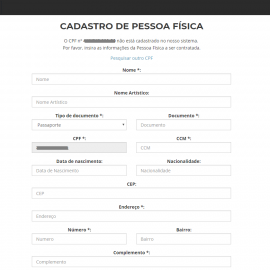 CADASTRO DE PESSOA FÍSICA
O CPF nº não está cadastrado no nosso sistema.
Por favor, insira as informações da Pessoa Física a ser contratada.
Pesquisar outro CPF
Nome *:
Nome
Nome Artístico:
Nome Artístico
Tipo de documento *: Documento *:
Passaporte Documento
CPF *: CCM *:
CCM
Data de nascimento: Nacionalidade:
Data de Nascimento Nacionalidade
CEP:
CEP
Endereço *:
Endereço
Número *: Bairro:
Numero Bairro
Complemento *:
Complemento